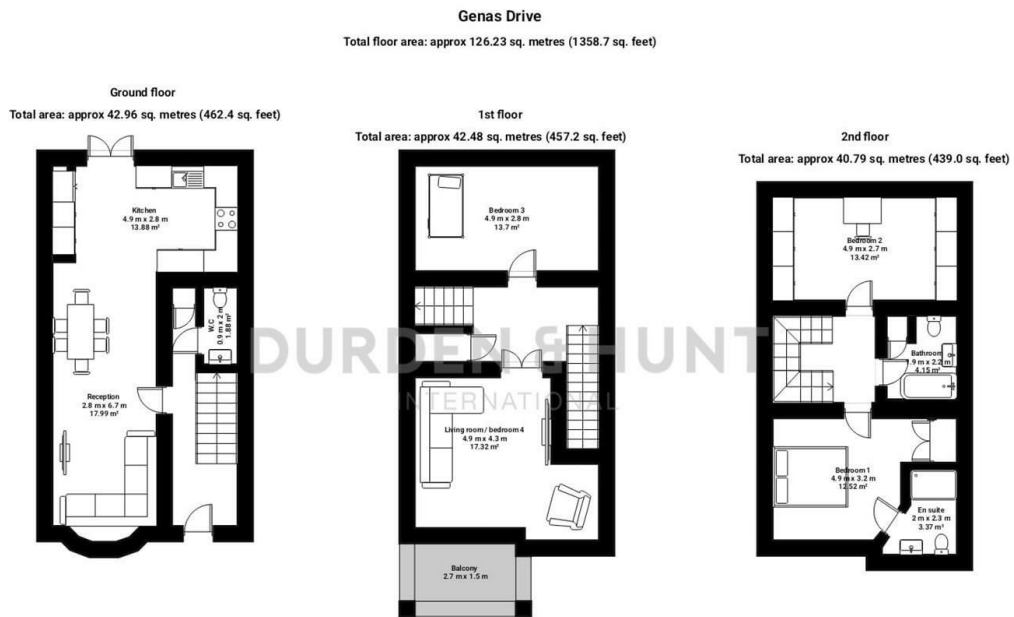 Genas Drive
Total floor area: approx 126.23 sq. metres (1358.7 sq. feet)
Ground floor
Total area: approx 42.96 sq. metres (462.4 sq. feet)
1st floor
Total area: approx 42.48 sq. metres (457.2 sq. feet)
2nd floor
Total area: approx 40.79 sq. metres (439.0 sq. feet)
Kitchen
4.9 m x 2.8 m
13.88 m²
W.C
0.9 m x 2 m
1.88 m²
Reception
2.8 m x 6.7 m
17.99 m²
Bedroom 3
4.9 m x 2.8 m
13.7 m²
Living room / bedroom 4
4.9 m x 4.3 m
17.32 m²
Balcony
2.7 m x 1.5 m
Bedroom 2
4.9 m x 2.7 m
13.42 m²
Bathroom
.9 m x 2.2 m
4.15 m²
Bedroom 1
4.9 m x 3.2 m
12.52 m²
En suite
2 m x 2.3 m
3.37 m²
DURDEN & HUNT
INTERNATIONAL